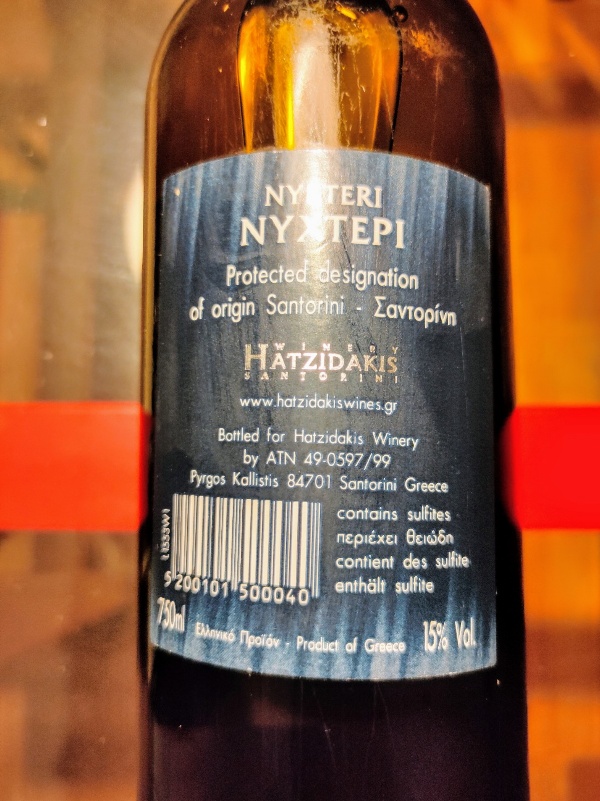 NYXTERI
ΝΥΧΤΕΡΙ
Protected designation
of origin Santorini - Σαντορίνη
WINERY
HATZIDAKIS
SANTORINI
www.hatzidakiswines.gr
Bottled for Hatzidakis Winery
by ATN 49-0597/99
Pyrgos Kallistis 84701 Santorini Greece
contains sulfites
περιέχει θειώδη
contient des sulfite
enthält sulfite
5 200101 500040
750ml
Ελληνικό Προϊόν - Product of Greece
15% Vol.